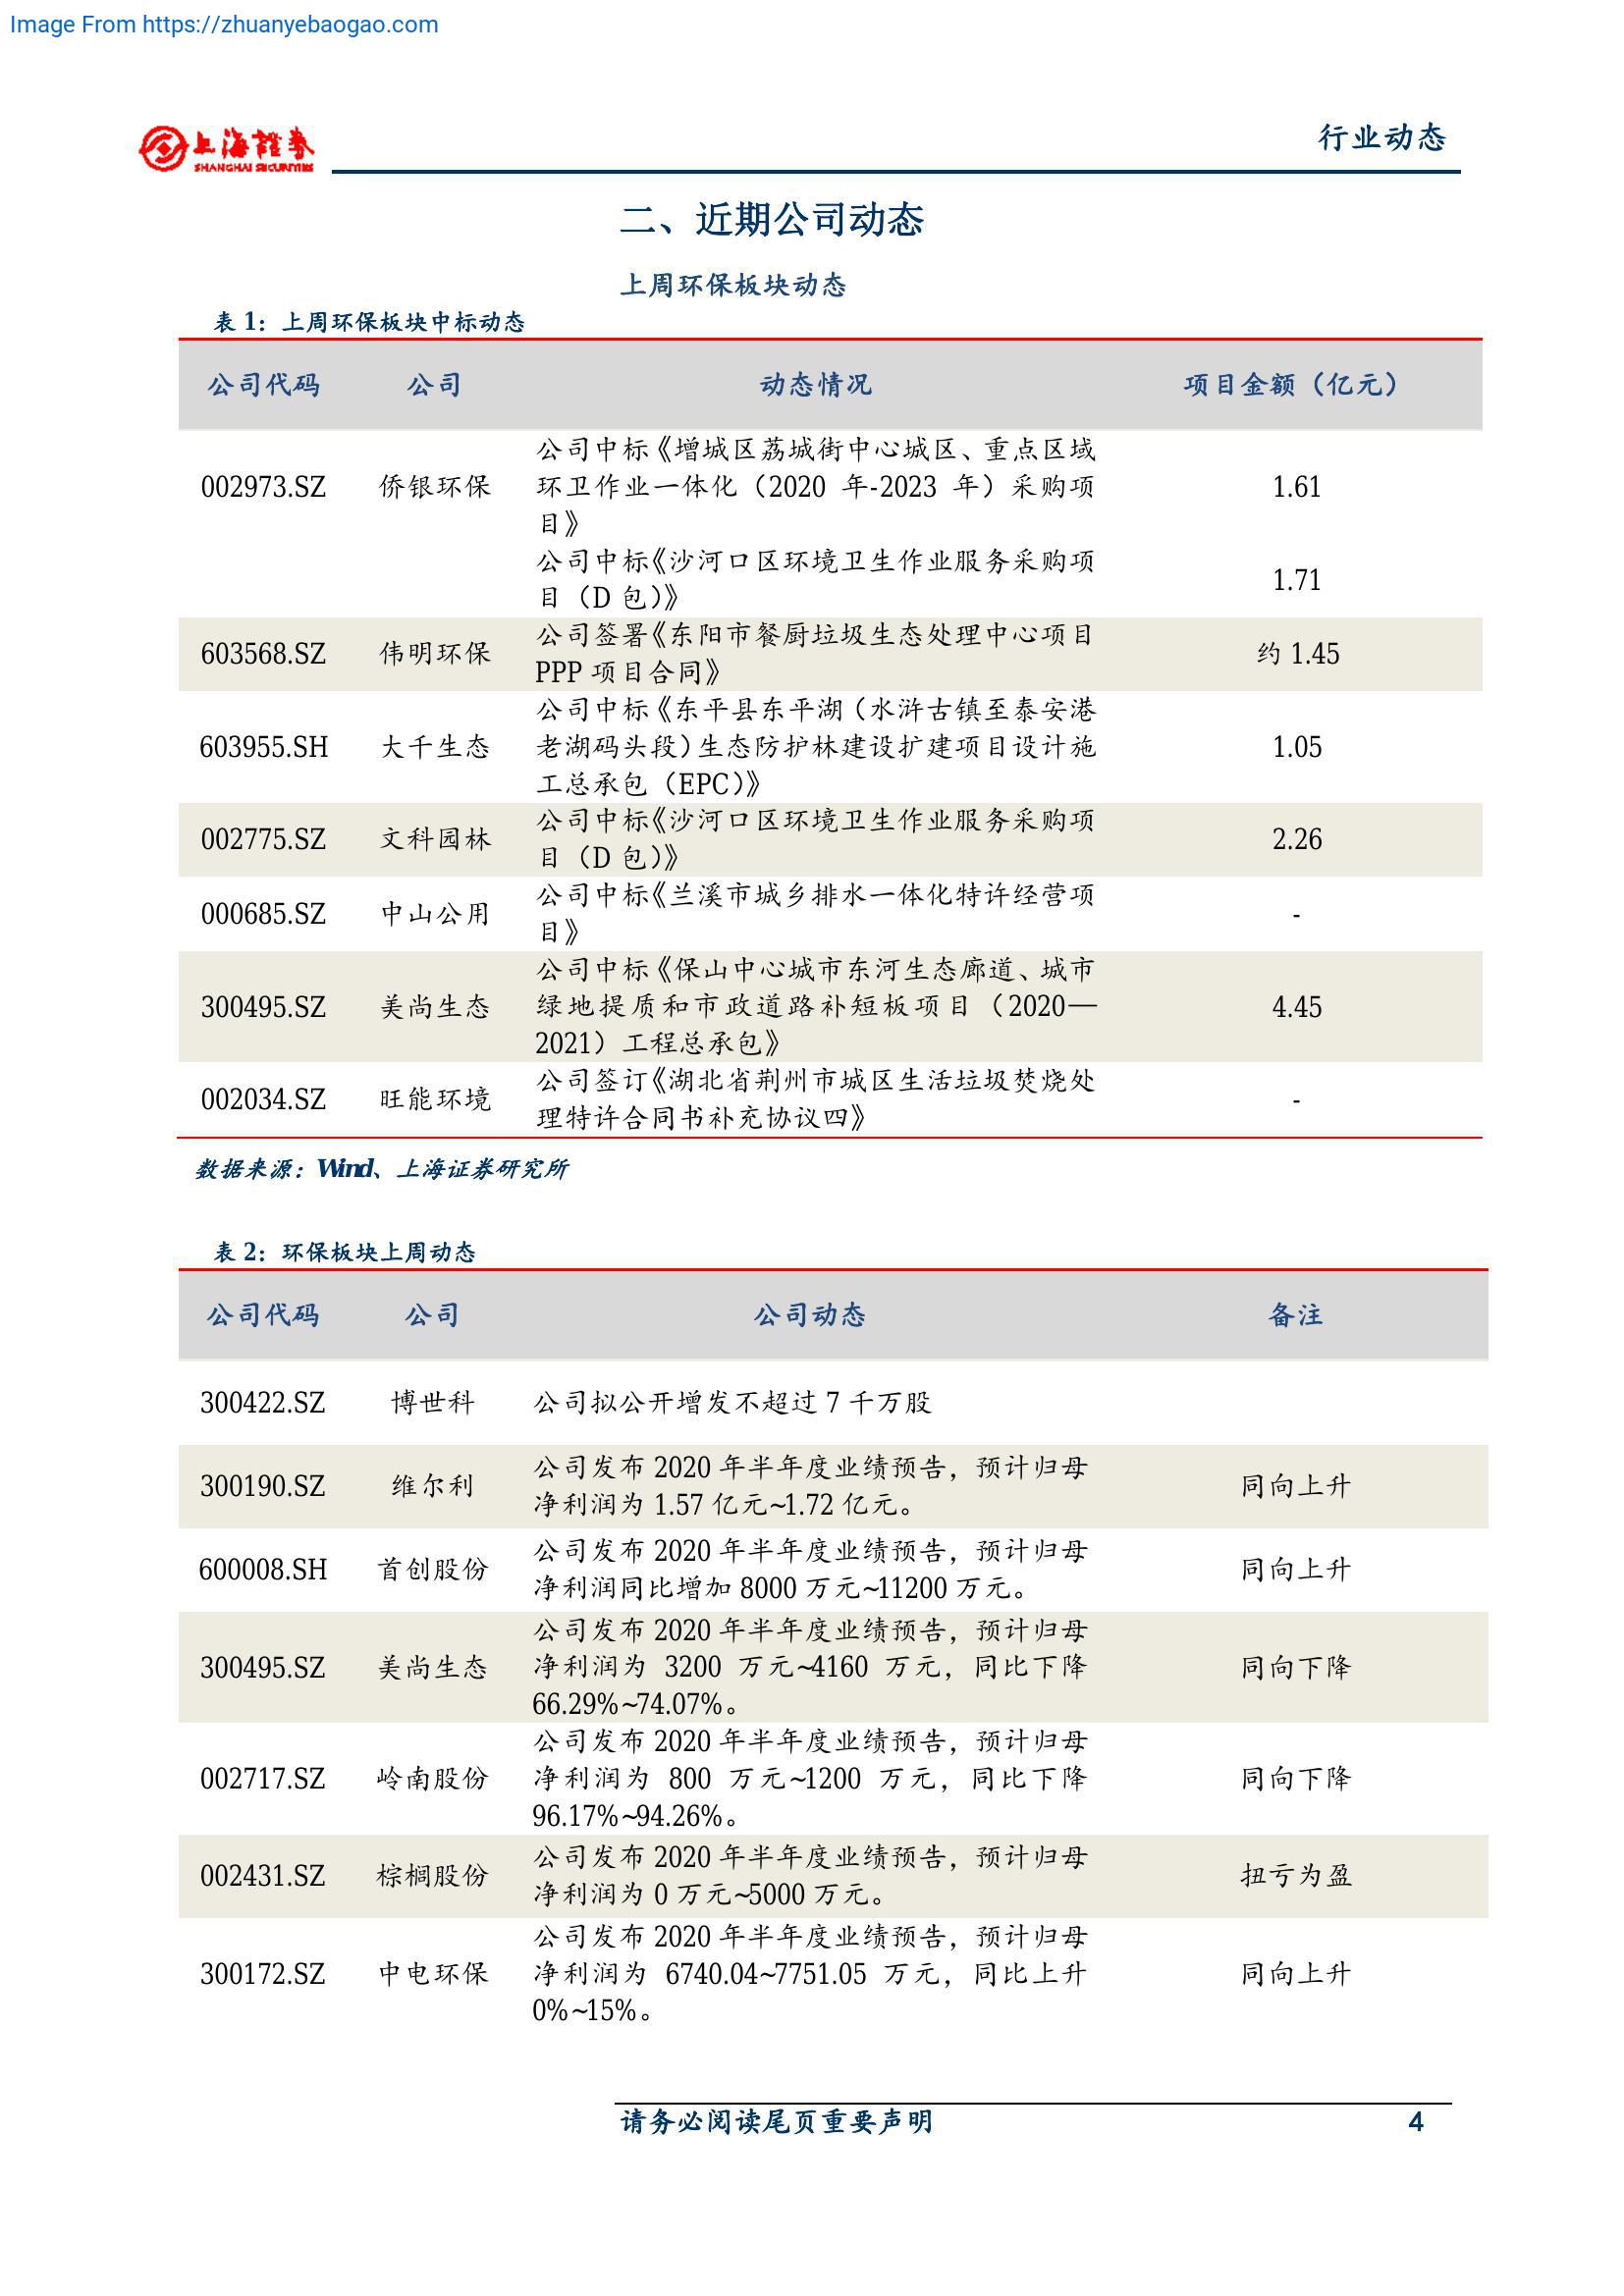 Image From https://zhuanyebaogao.com
上海證券
SHANGHAI SECURITIES
行业动态
二、近期公司动态
上周环保板块动态
表 1：上周环保板块中标动态
公司代码 公司 动态情况 项目金额（亿元）
公司中标《增城区荔城街中心城区、重点区域
002973.SZ 侨银环保 环卫作业一体化（2020 年-2023 年）采购项 1.61
目》
公司中标《沙河口区环境卫生作业服务采购项
目（D 包)》 1.71
603568.SZ 伟明环保 公司签署《东阳市餐厨垃圾生态处理中心项目 约 1.45
PPP 项目合同》
公司中标《东平县东平湖（水浒古镇至泰安港
603955.SH 大千生态 老湖码头段）生态防护林建设扩建项目设计施 1.05
工总承包（EPC)》
002775.SZ 文科园林 公司中标《沙河口区环境卫生作业服务采购项 2.26
目（D 包)》
000685.SZ 中山公用 公司中标《兰溪市城乡排水一体化特许经营项 -
目》
公司中标《保山中心城市东河生态廊道、城市
300495.SZ 美尚生态 绿地提质和市政道路补短板项目（2020— 4.45
2021）工程总承包》
002034.SZ 旺能环境 公司签订《湖北省荆州市城区生活垃圾焚烧处 -
理特许合同书补充协议四》
数据来源：Wind、上海证券研究所
表 2：环保板块上周动态
公司代码 公司 公司动态 备注
300422.SZ 博世科 公司拟公开增发不超过 7 千万股
300190.SZ 维尔利 公司发布 2020 年半年度业绩预告，预计归母 同向上升
净利润为 1.57 亿元~1.72 亿元。
600008.SH 首创股份 公司发布 2020 年半年度业绩预告，预计归母 同向上升
净利润同比增加 8000 万元~11200 万元。
公司发布 2020 年半年度业绩预告，预计归母
300495.SZ 美尚生态 净利润为 3200 万元~4160 万元，同比下降 同向下降
66.29%~74.07%。
公司发布 2020 年半年度业绩预告，预计归母
002717.SZ 岭南股份 净利润为 800 万元~1200 万元，同比下降 同向下降
96.17%~94.26%。
002431.SZ 棕榈股份 公司发布 2020 年半年度业绩预告，预计归母 扭亏为盈
净利润为 0 万元~5000 万元。
公司发布 2020 年半年度业绩预告，预计归母
300172.SZ 中电环保 净利润为 6740.04~7751.05 万元，同比上升 同向上升
0%~15%。
请务必阅读尾页重要声明 4